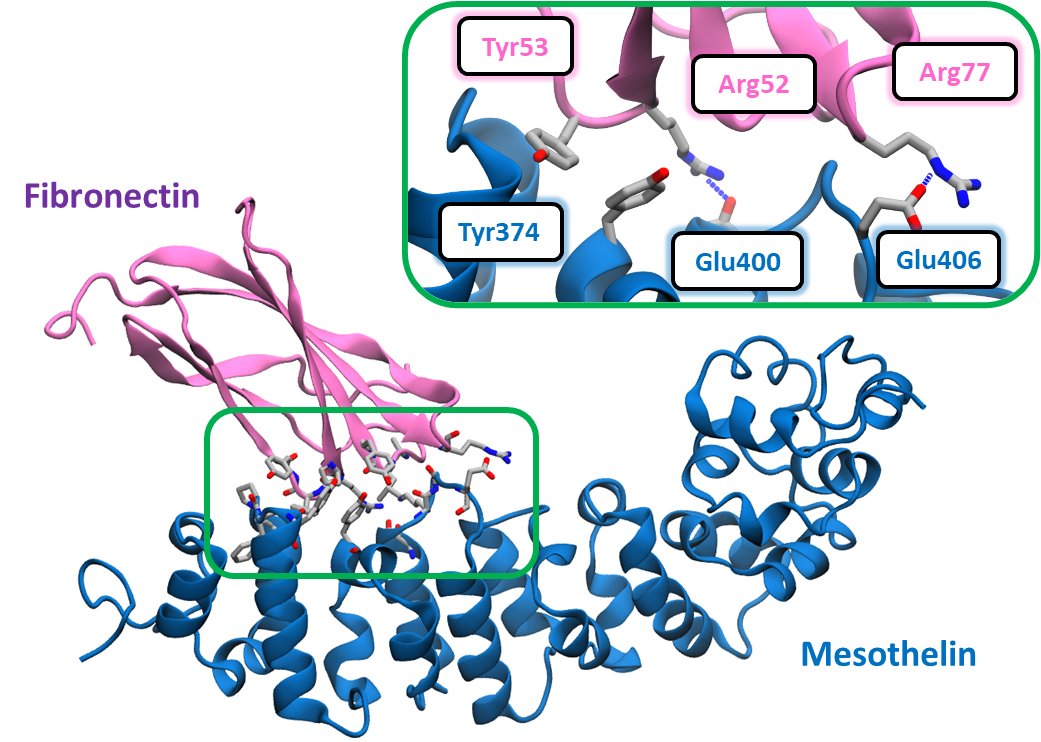 Tyr53
Arg52
Arg77
Fibronectin
Tyr374
Glu400
Glu406
Mesothelin